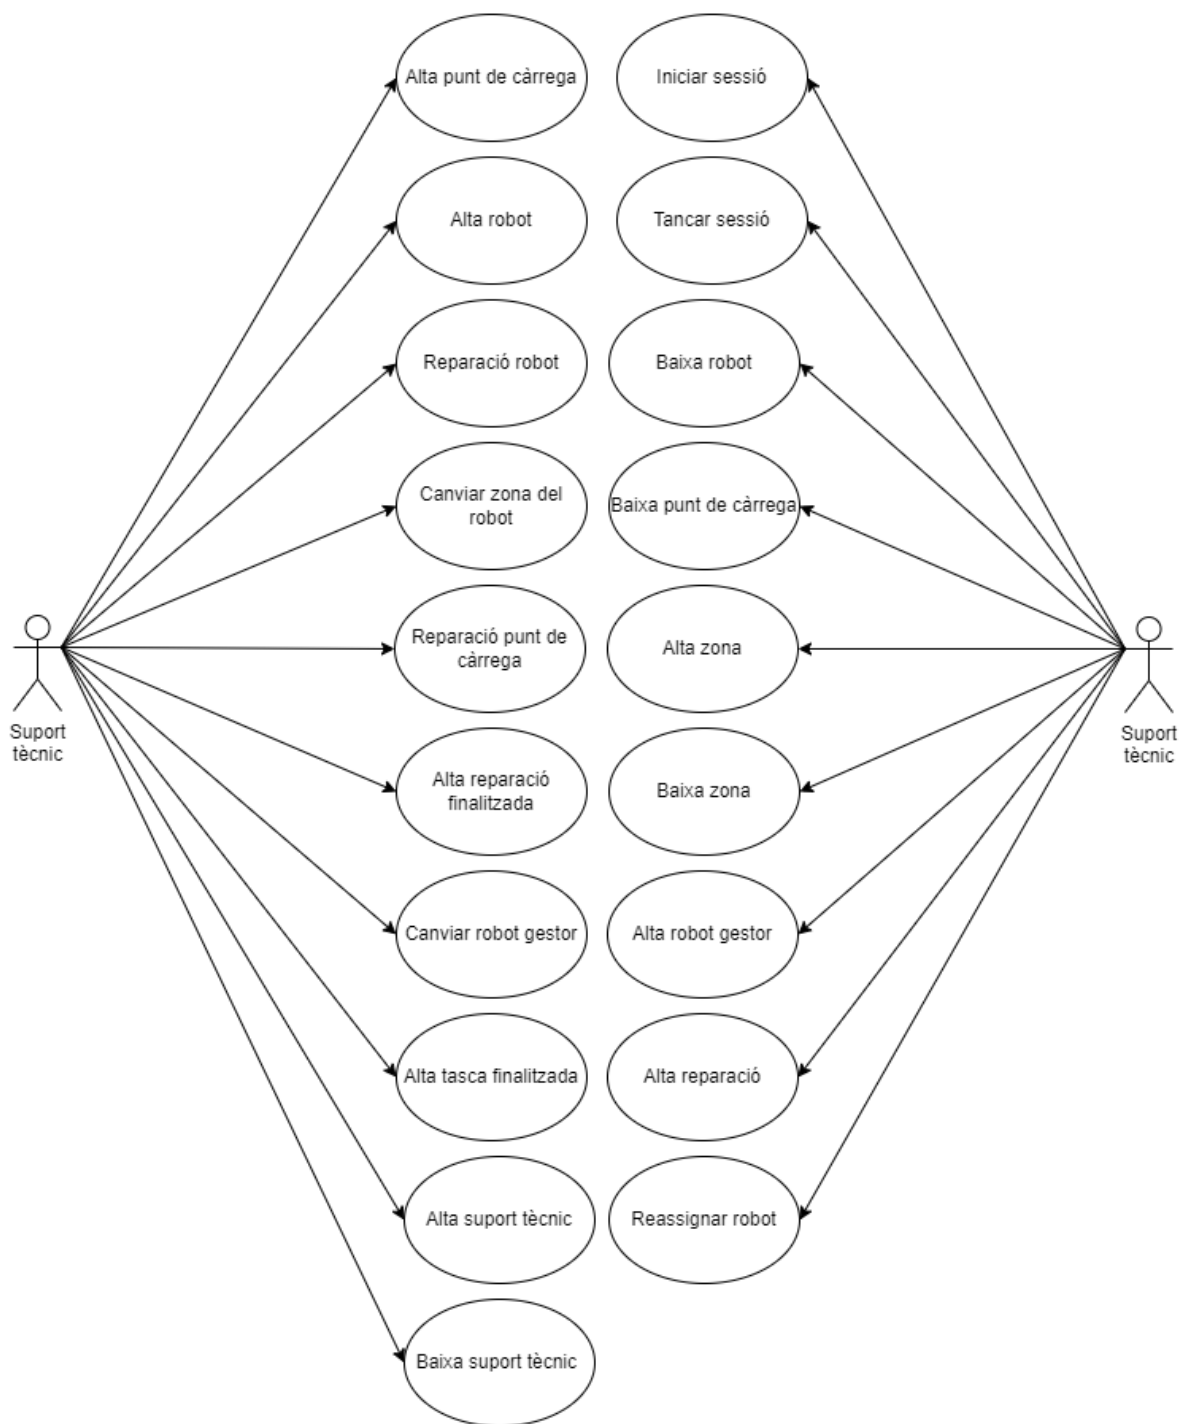 Alta punt de càrrega
Iniciar sessió
Alta robot
Tancar sessió
Reparació robot
Baixa robot
Canviar zona del
robot
Baixa punt de càrrega
Reparació punt de
càrrega
Alta zona
Suport
tècnic
Suport
tècnic
Alta reparació
finalitzada
Baixa zona
Canviar robot gestor
Alta robot gestor
Alta tasca finalitzada
Alta reparació
Alta suport tècnic
Reassignar robot
Baixa suport tècnic